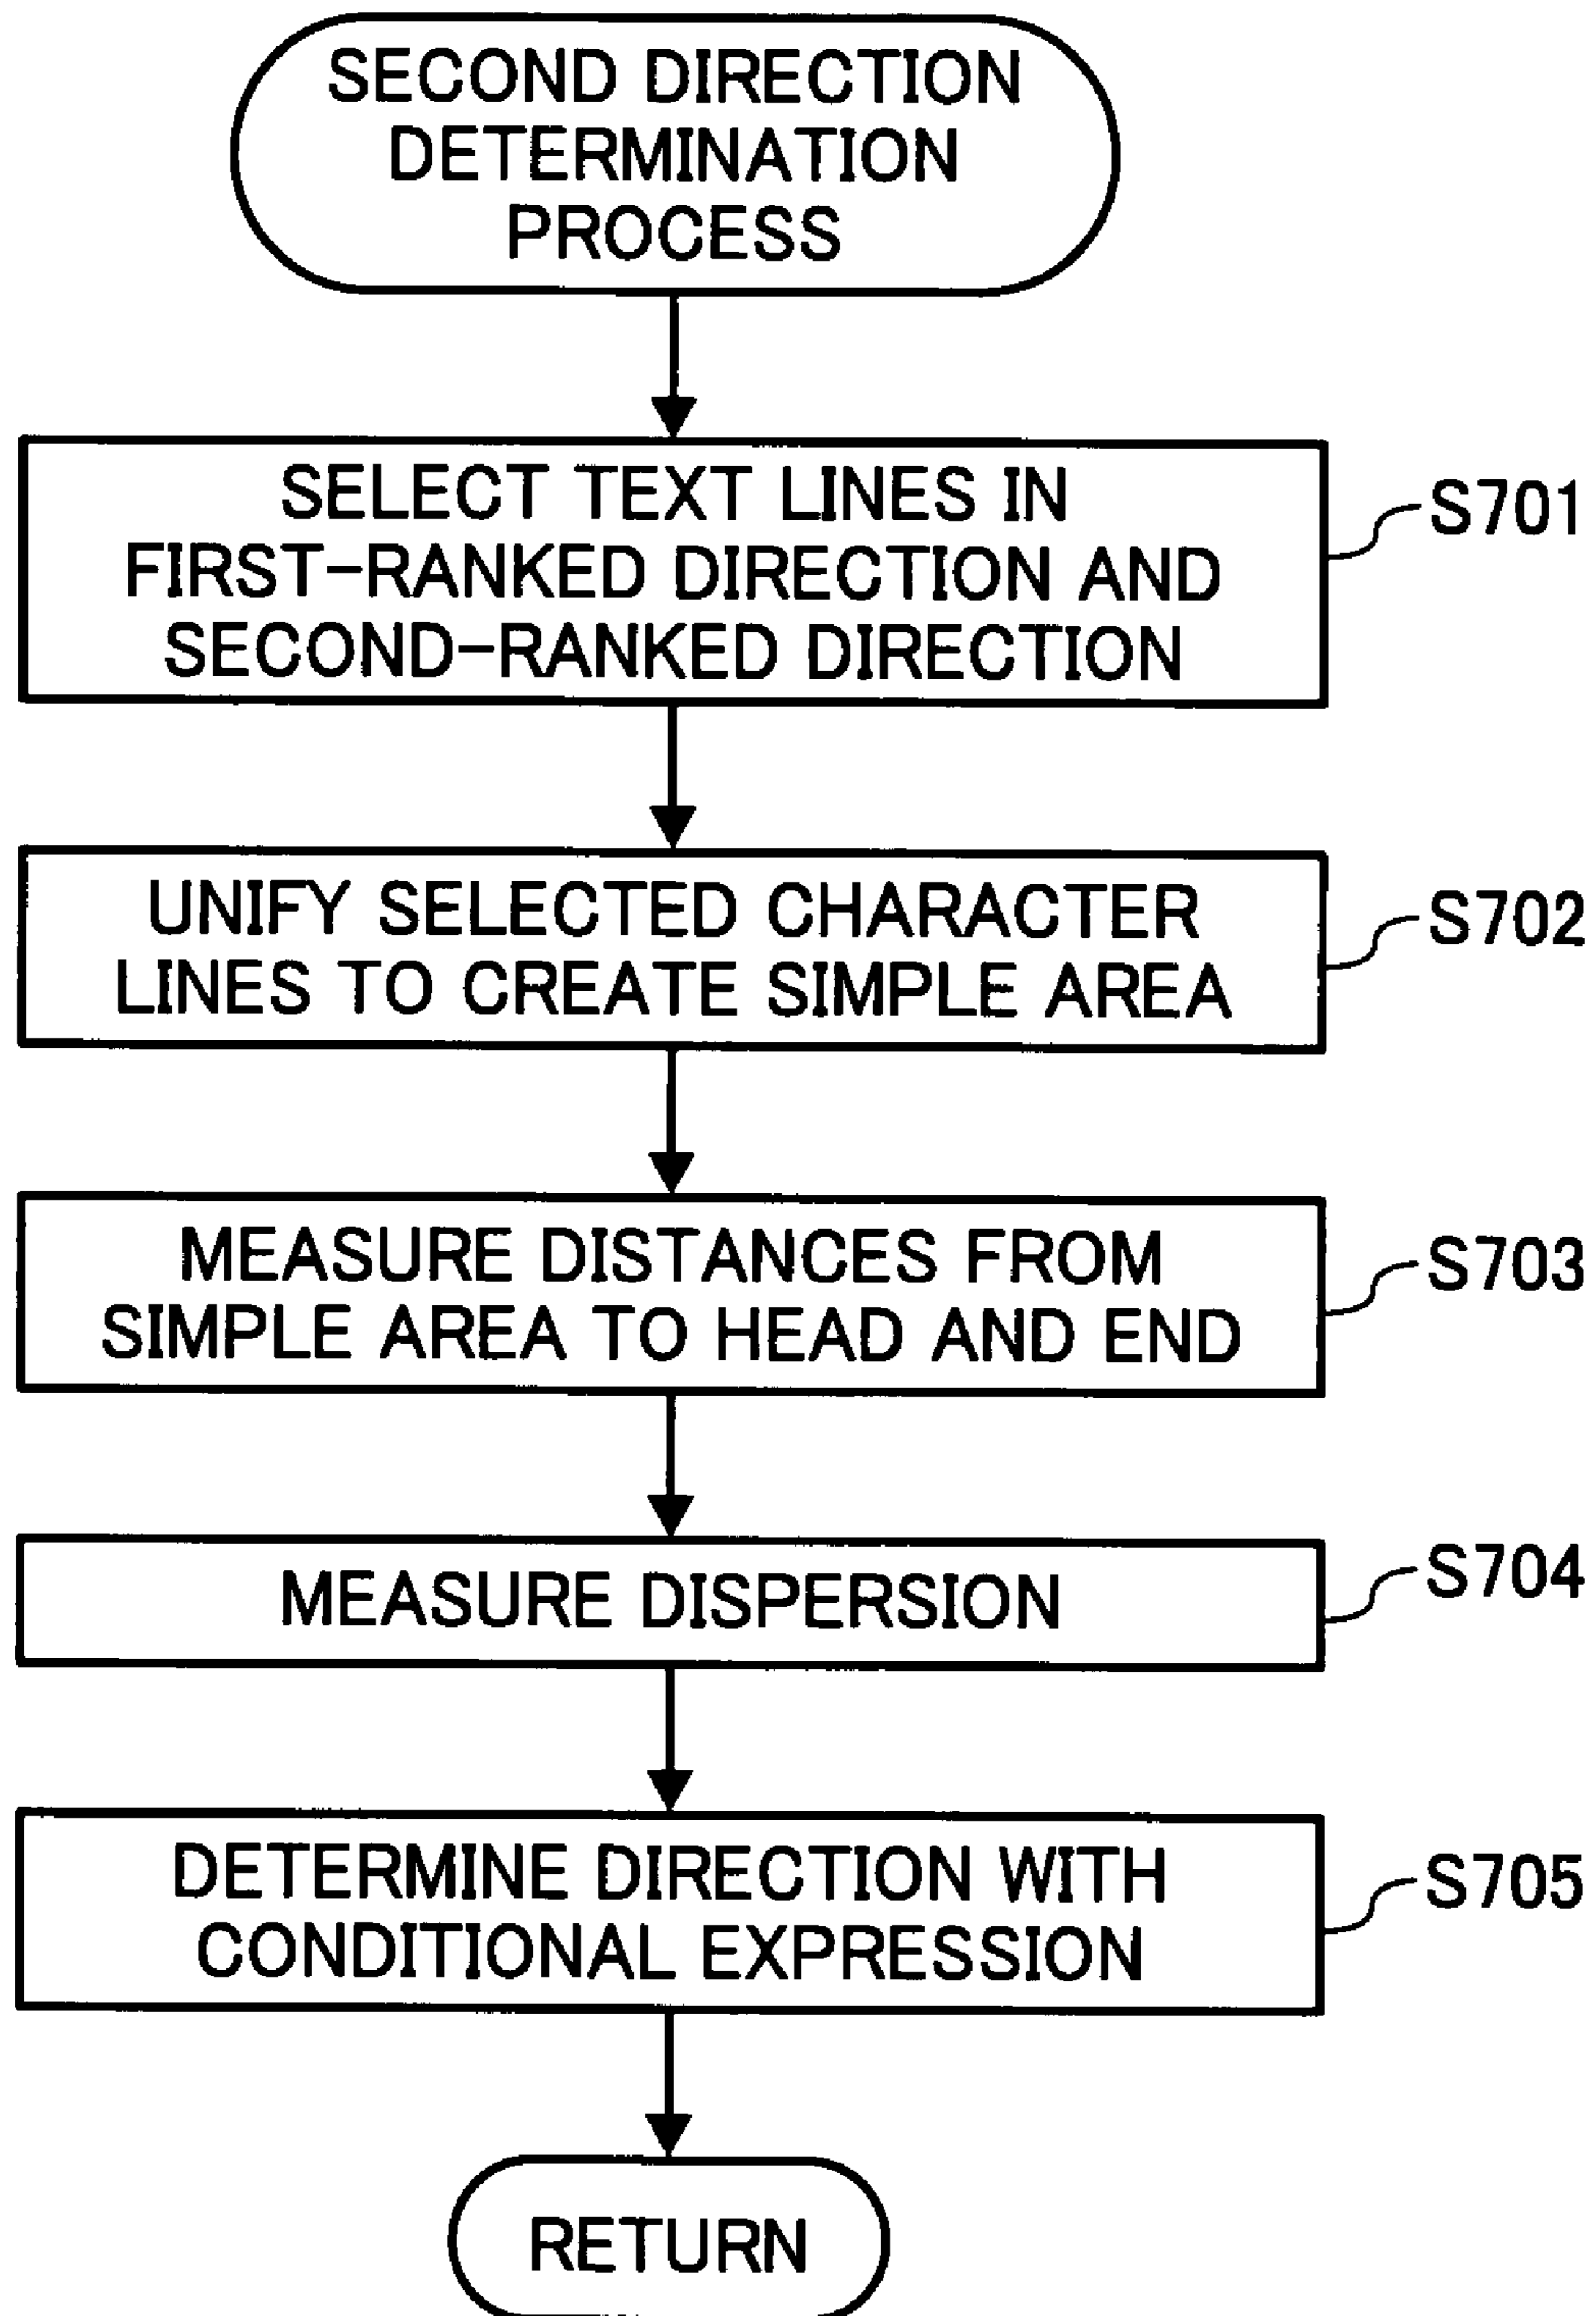 SECOND DIRECTION
DETERMINATION
PROCESS
SELECT TEXT LINES IN
FIRST-RANKED DIRECTION AND
SECOND-RANKED DIRECTION
S701
UNIFY SELECTED CHARACTER
LINES TO CREATE SIMPLE AREA
S702
MEASURE DISTANCES FROM
SIMPLE AREA TO HEAD AND END
S703
MEASURE DISPERSION
S704
DETERMINE DIRECTION WITH
CONDITIONAL EXPRESSION
S705
RETURN